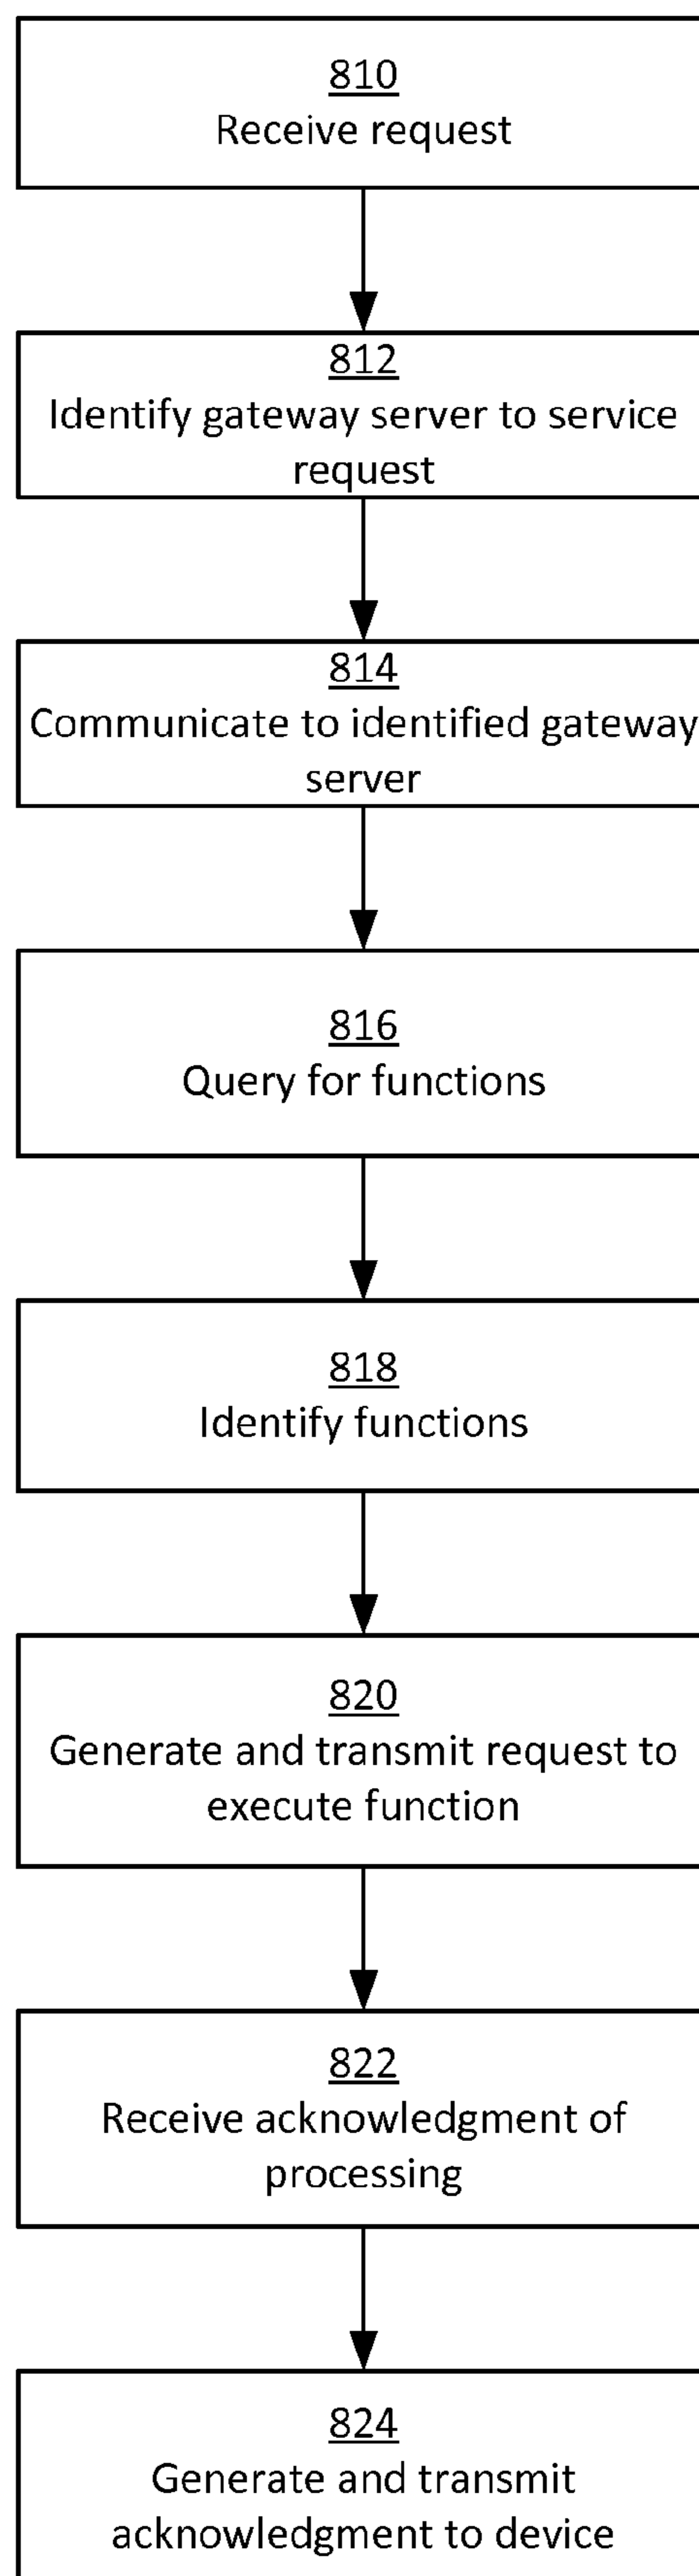 810
Receive request
812
Identify gateway server to service
request
814
Communicate to identified gateway
server
816
Query for functions
818
Identify functions
820
Generate and transmit request to
execute function
822
Receive acknowledgment of
processing
824
Generate and transmit
acknowledgment to device